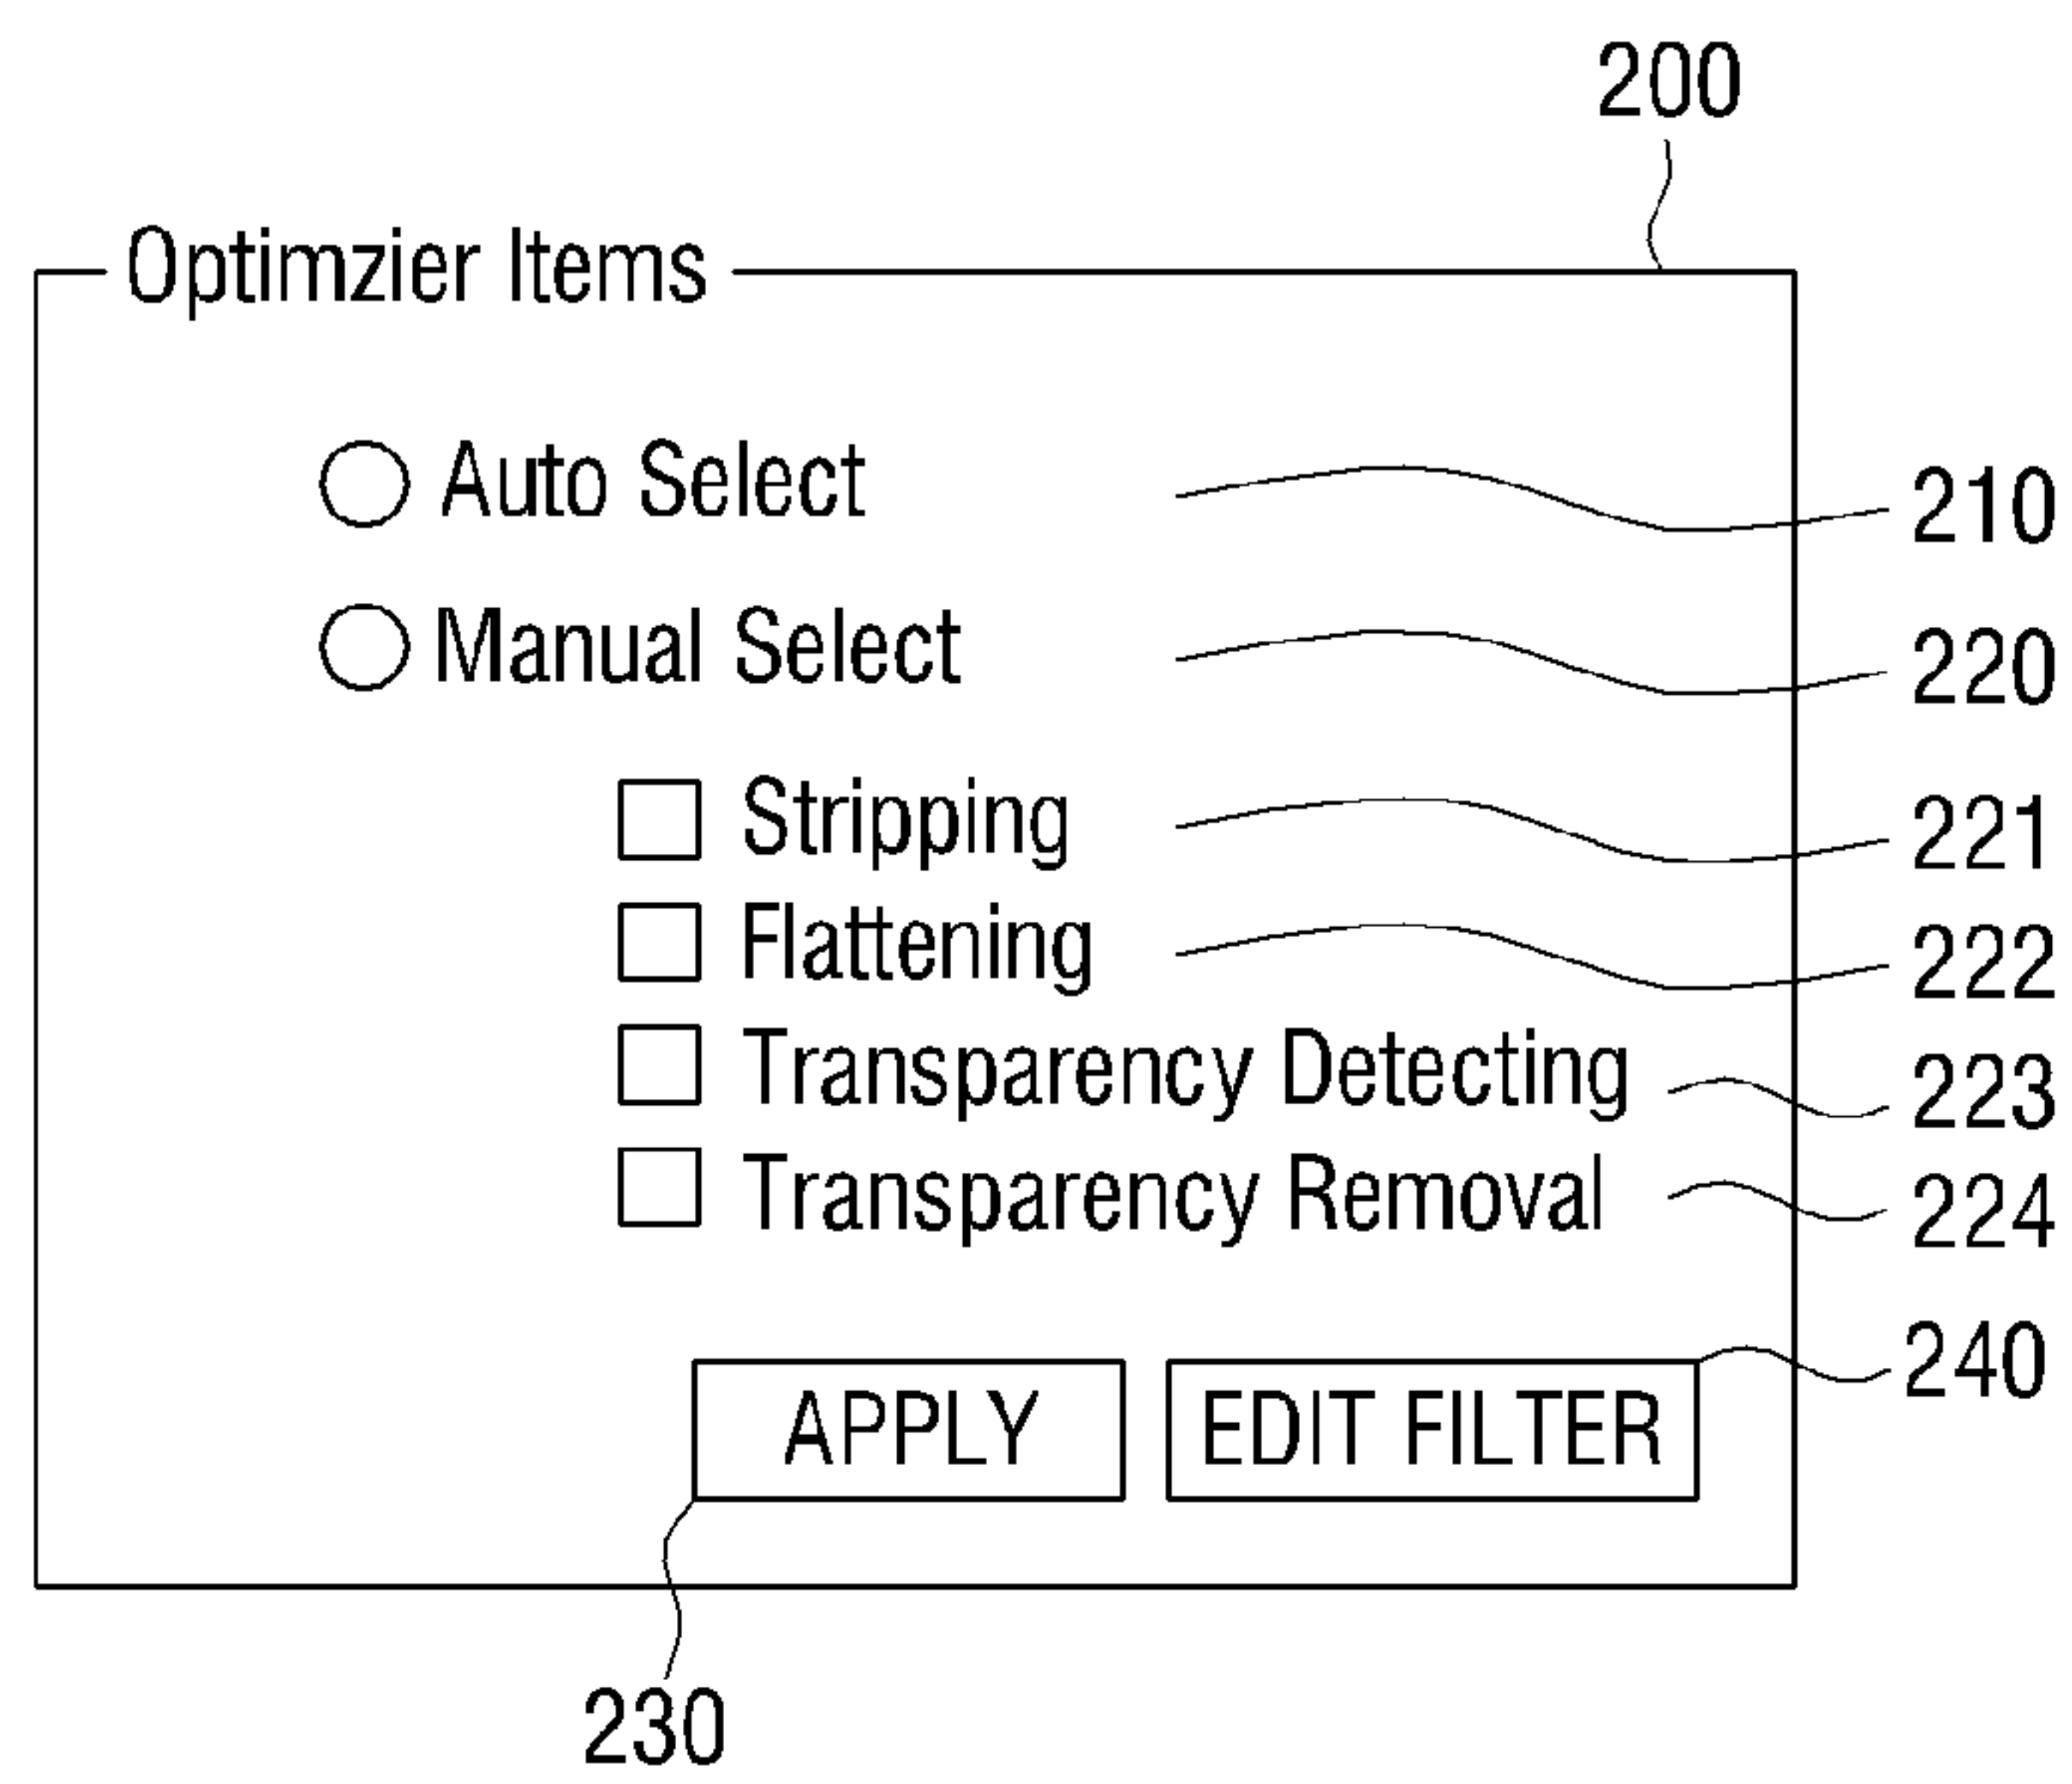 200
Optimzier Items
Auto Select 210
Manual Select 220
Stripping 221
Flattening 222
Transparency Detecting 223
Transparency Removal 224
240
APPLY EDIT FILTER
230